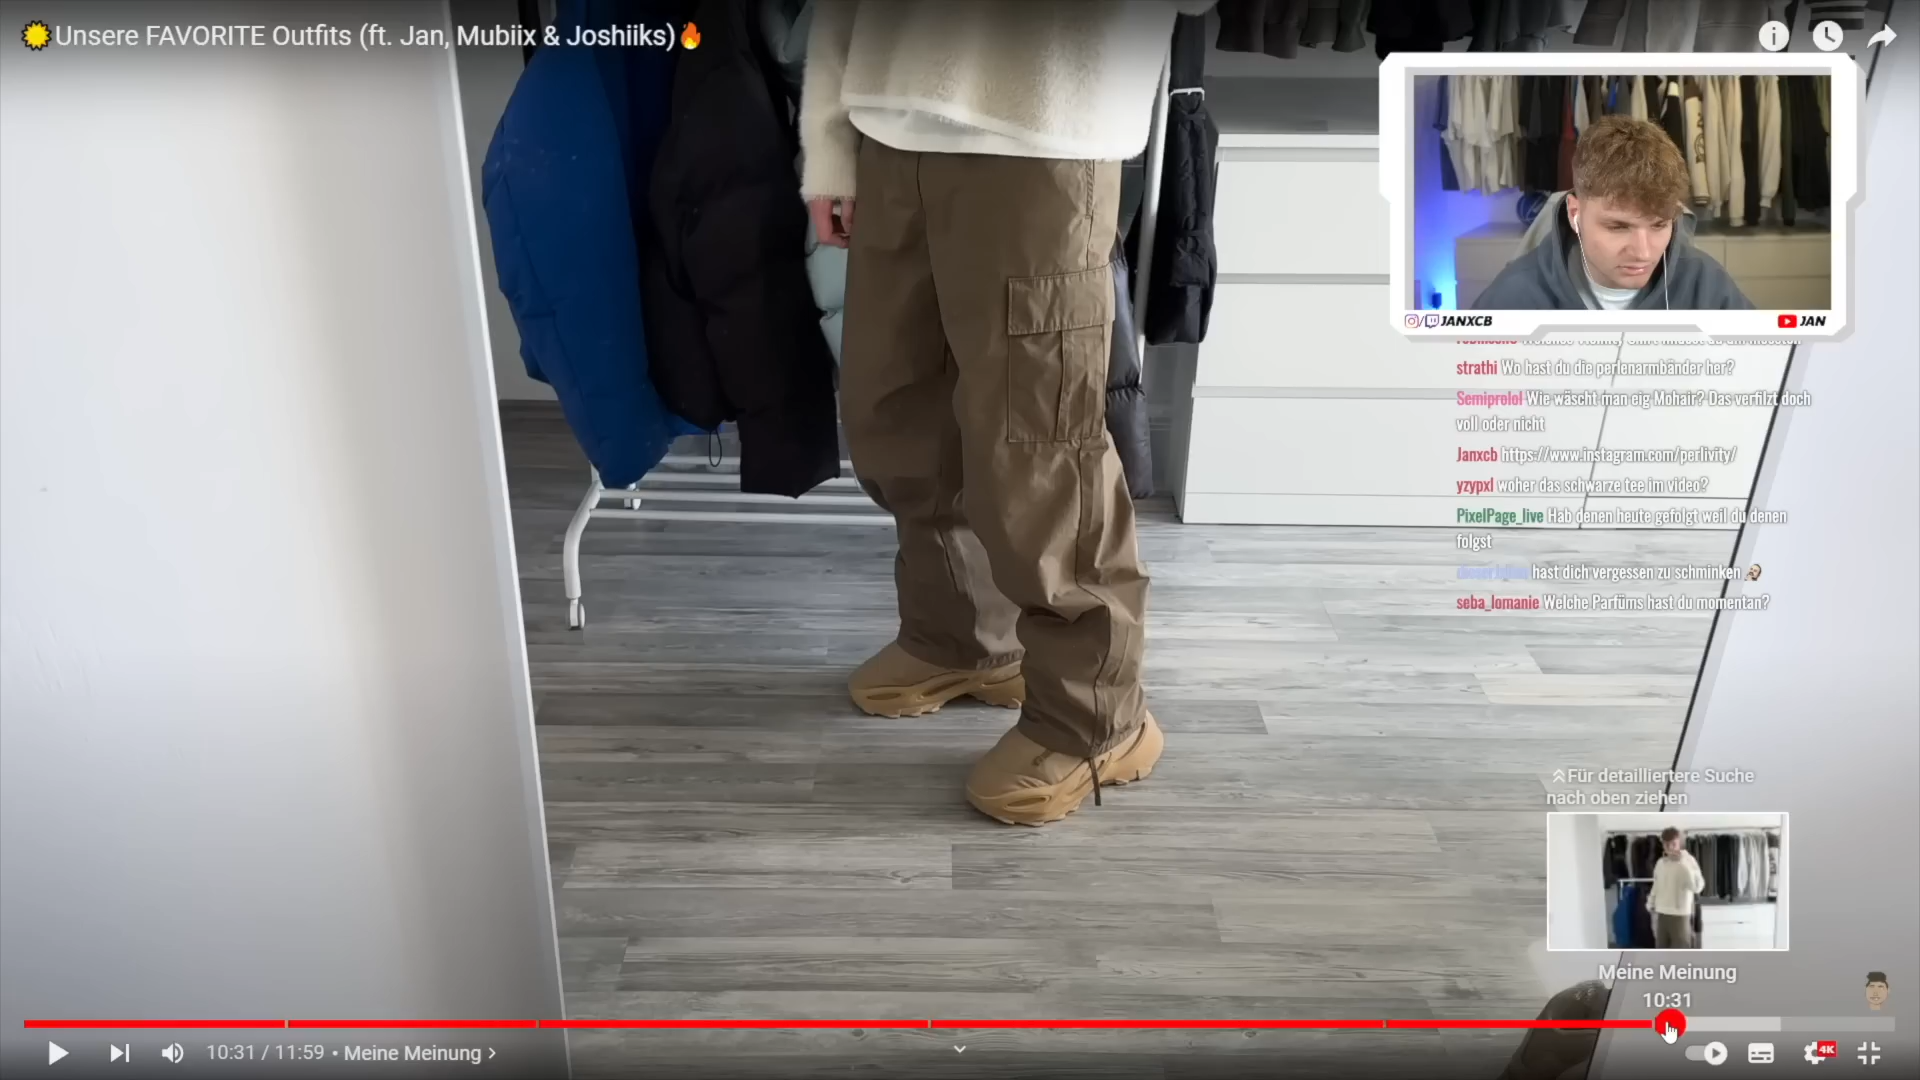 Unsere FAVORITE Outfits (ft. Jan, Mubiix & Joshiiks)
JANXCB
JAN
strathi Wo hast du die perlenarmbänder her?
Semiprolol Wie wäscht man eig Mohair? Das verfilzt doch
voll oder nicht
Janxcb https://www.instagram.com/perlivity/
yzypxl woher das schwarze tee im video?
PixelPage_live Hab denen heute gefolgt weil du denen
folgst
hast dich vergessen zu schminken
seba_lomanie Welche Parfüms hast du momentan?
Für detailliertere Suche
nach oben ziehen
Meine Meinung
10:31
10:31 / 11:59 • Meine Meinung
4K